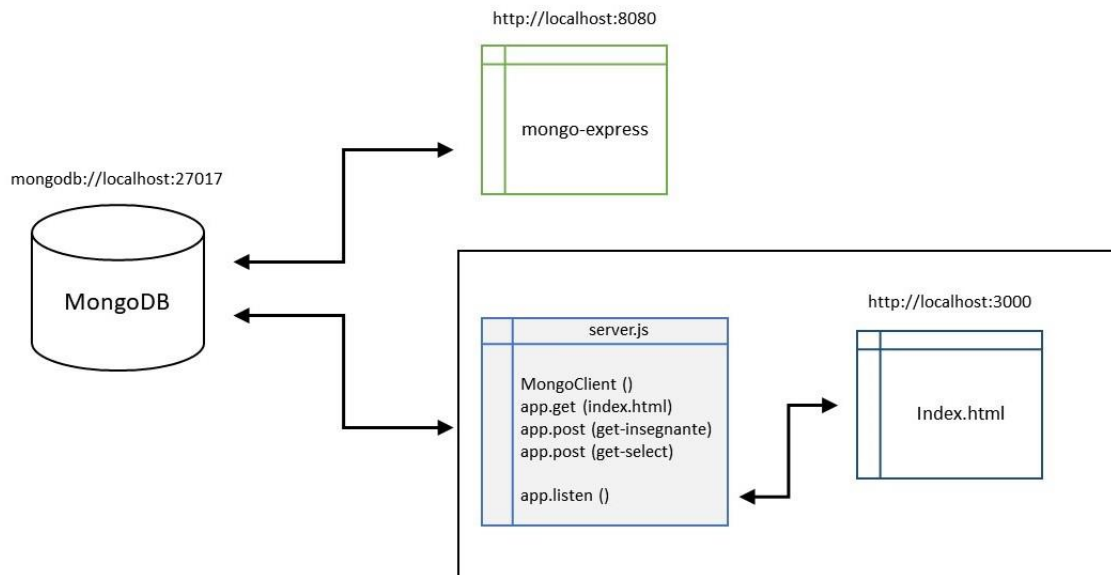 http://localhost:8080
mongo-express
mongodb://localhost:27017
MongoDB
http://localhost:3000
server.js
MongoClient ()
app.get (index.html)
app.post (get-insegnante)
app.post (get-select)
app.listen ()
Index.html